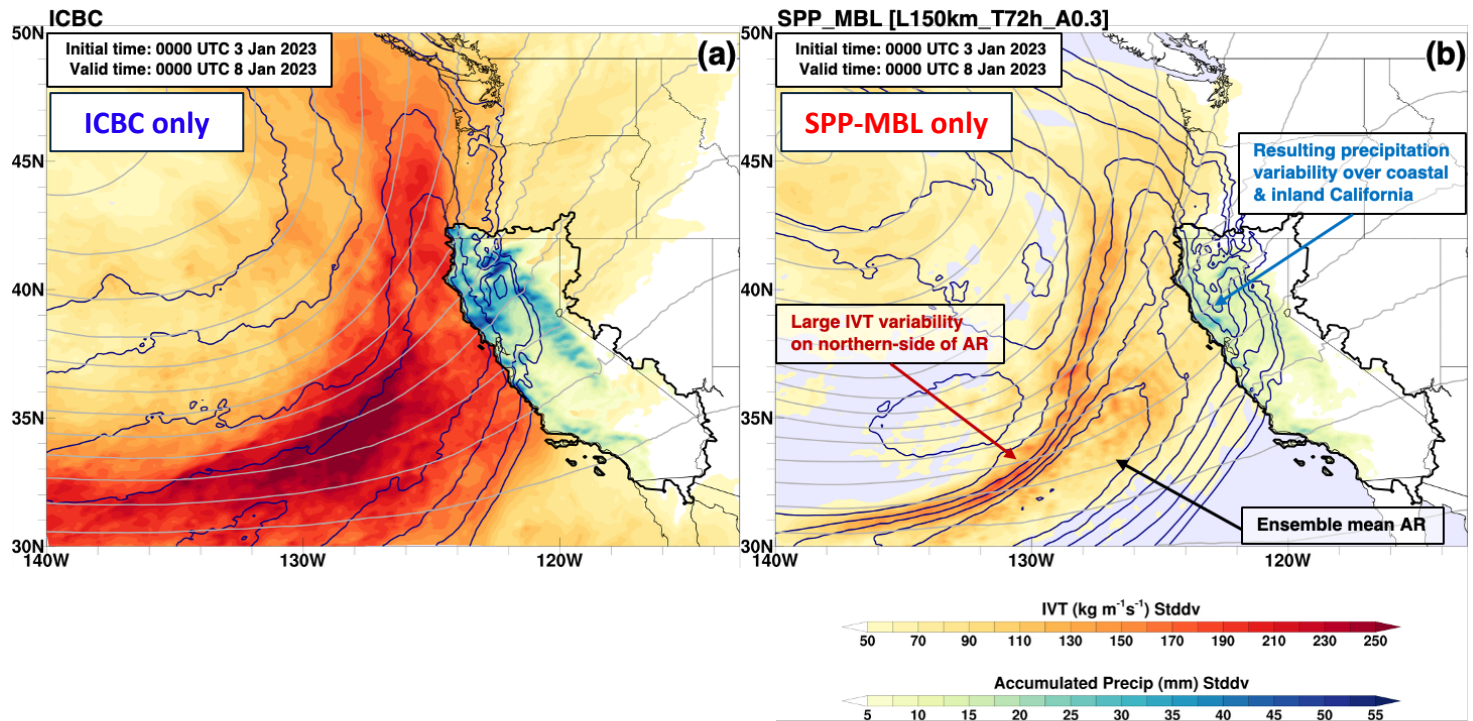 ICBC
Initial time: 0000 UTC 3 Jan 2023
Valid time: 0000 UTC 8 Jan 2023
(a)
ICBC only
50N
45N
40N
35N
30N
140W
130W
120W
SPP_MBL [L150km_T72h_A0.3]
Initial time: 0000 UTC 3 Jan 2023
Valid time: 0000 UTC 8 Jan 2023
(b)
SPP-MBL only
Resulting precipitation
variability over coastal
& inland California
Large IVT variability
on northern-side of AR
Ensemble mean AR
50N
45N
40N
35N
30N
140W
130W
120W
IVT (kg m⁻¹s⁻¹) Stddv
50 70 90 110 130 150 170 190 210 230 250
Accumulated Precip (mm) Stddv
5 10 15 20 25 30 35 40 45 50 55